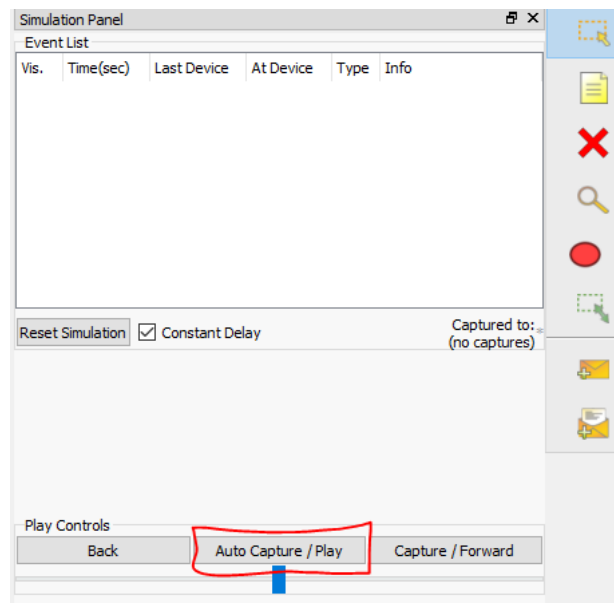 Simulation Panel
Event List
Vis. Time(sec) Last Device At Device Type Info
Reset Simulation Constant Delay Captured to:
(no captures)
Play Controls
Back Auto Capture / Play Capture / Forward